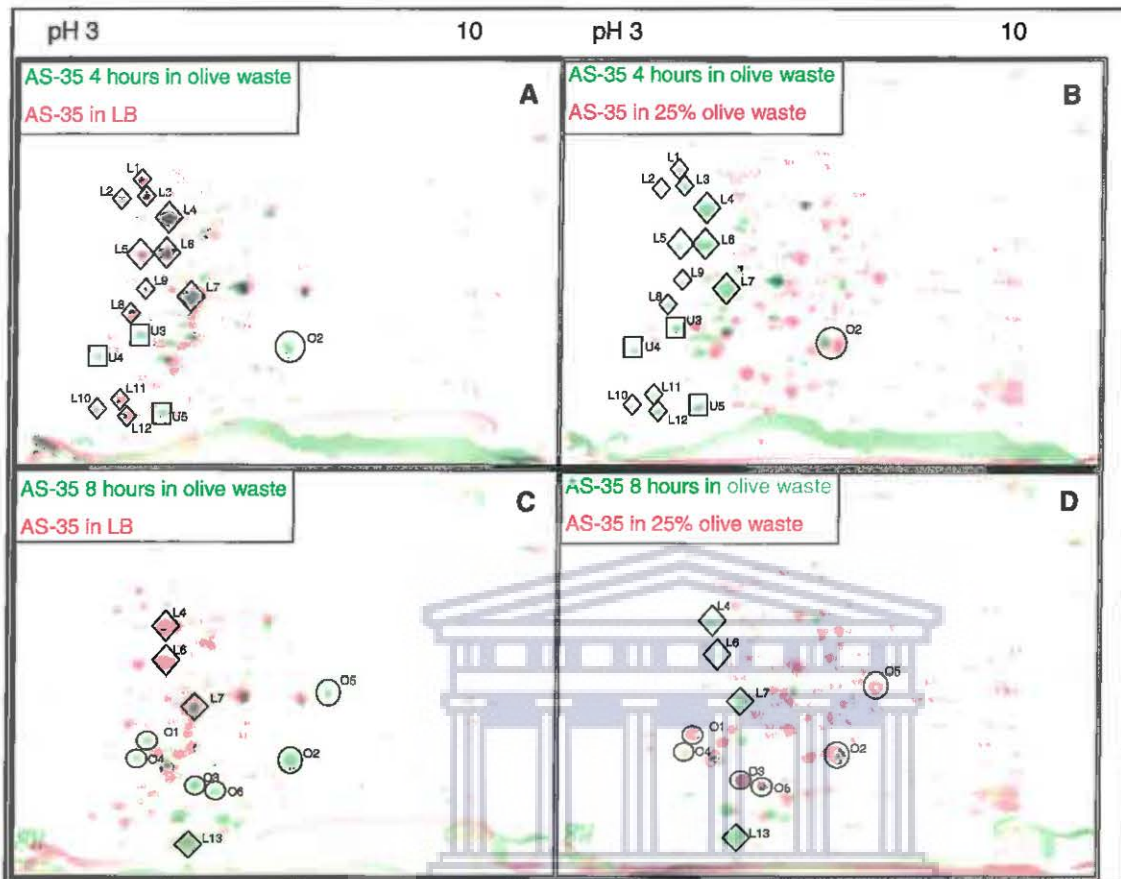 pH 3 10 pH 3 10
AS-35 4 hours in olive waste
AS-35 in LB
A
L1
L2 L3
L4
L5 L6
L9 L7
L8
U3
U4 O2
L10 L11
L12 U5
AS-35 4 hours in olive waste
AS-35 in 25% olive waste
B
L1
L2 L3
L4
L5 L6
L9 L7
L8
U3
U4 O2
L10 L11
L12 U5
AS-35 8 hours in olive waste
AS-35 in LB
C
L4
L6
L7 O5
O1
O4 O2
O3 O6
L13
AS-35 8 hours in olive waste
AS-35 in 25% olive waste
D
L4
L6
L7 O5
O1
O4 O2
O3 O6
L13